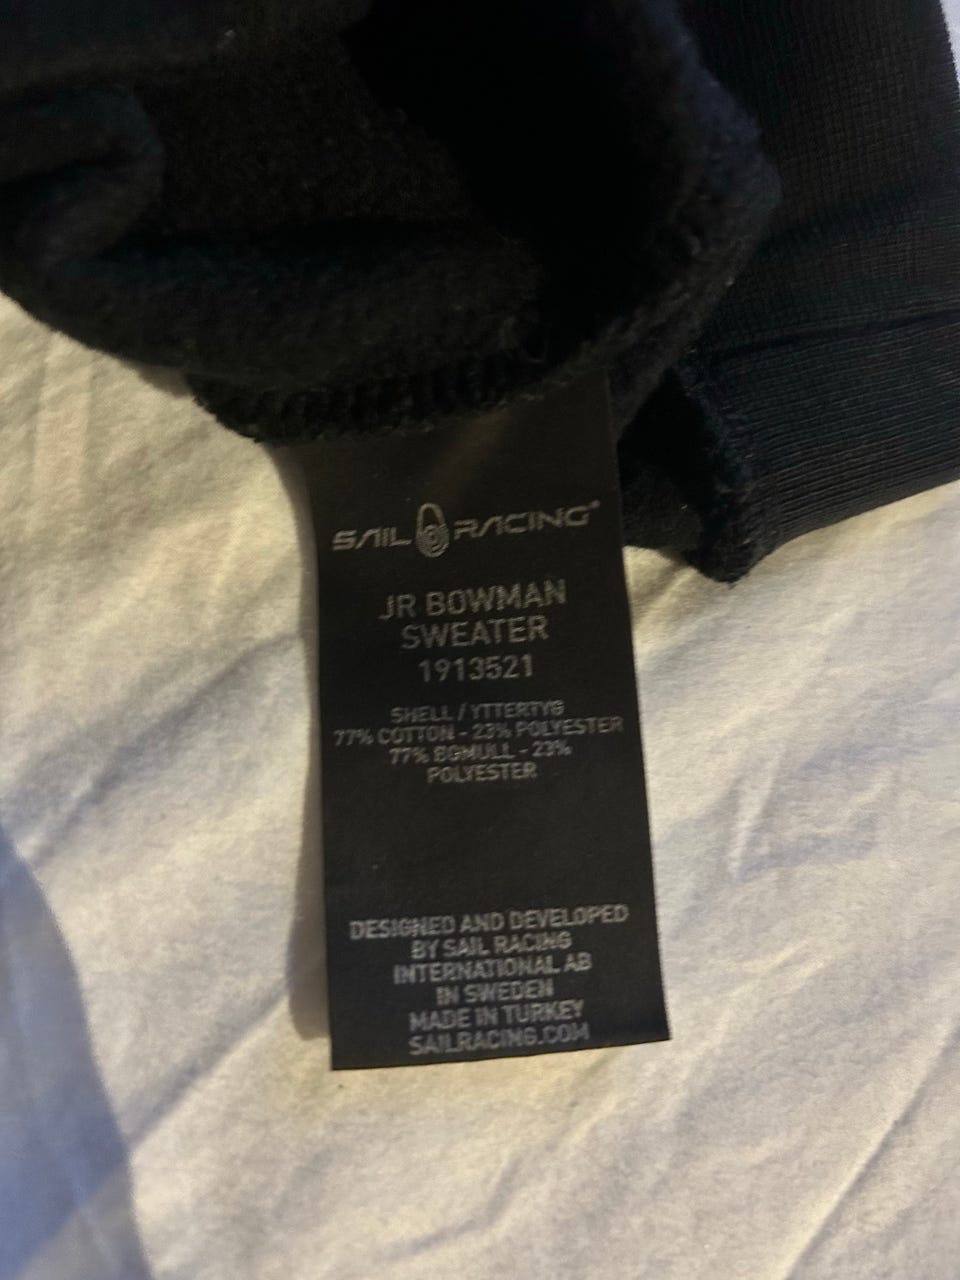 SAIL RACING®
JR BOWMAN
SWEATER
1913521
SHELL / YTTERTYG
77% COTTON - 23% POLYESTER
77% BOMULL - 23%
POLYESTER
DESIGNED AND DEVELOPED
BY SAIL RACING
INTERNATIONAL AB
IN SWEDEN
MADE IN TURKEY
SAILRACING.COM